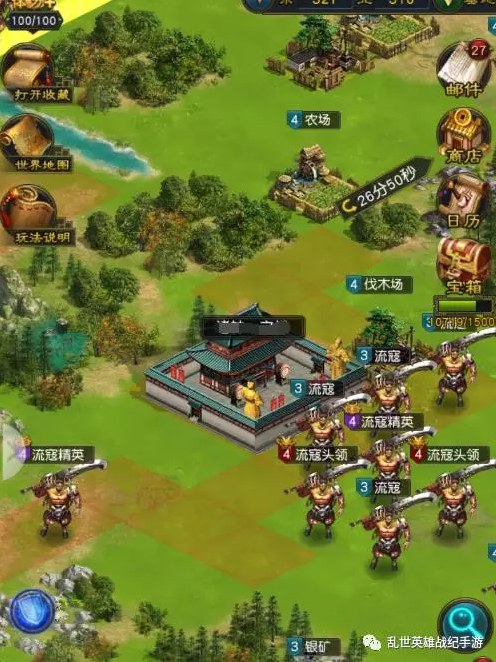 100/100
打开收藏
世界地图
玩法说明
27
邮件
商店
日历
宝箱
4 农场
26分50秒
4 伐木场
3 流寇
3 流寇
4 流寇精英
4 流寇头领
4 流寇头领
4 流寇精英
3 流寇
3 银矿
乱世英雄战纪手游